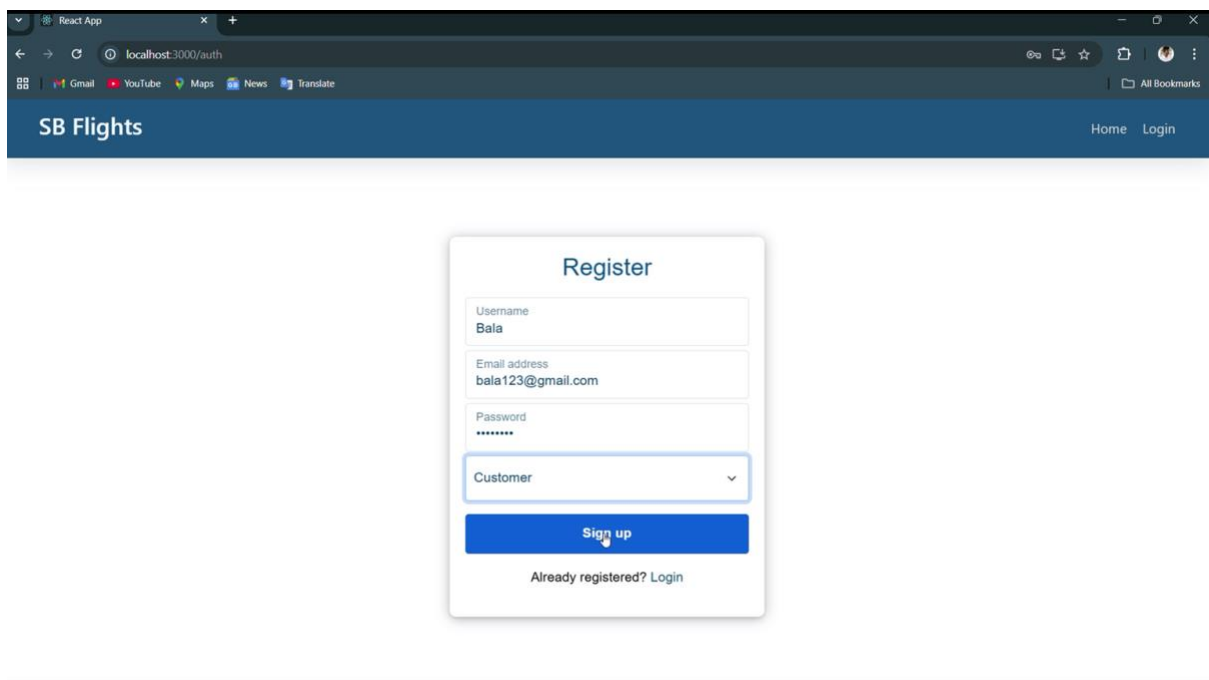 React App
localhost:3000/auth
Gmail YouTube Maps News Translate All Bookmarks
SB Flights Home Login
Register
Username
Bala
Email address
bala123@gmail.com
Password
••••••••
Customer
Sign up
Already registered? Login